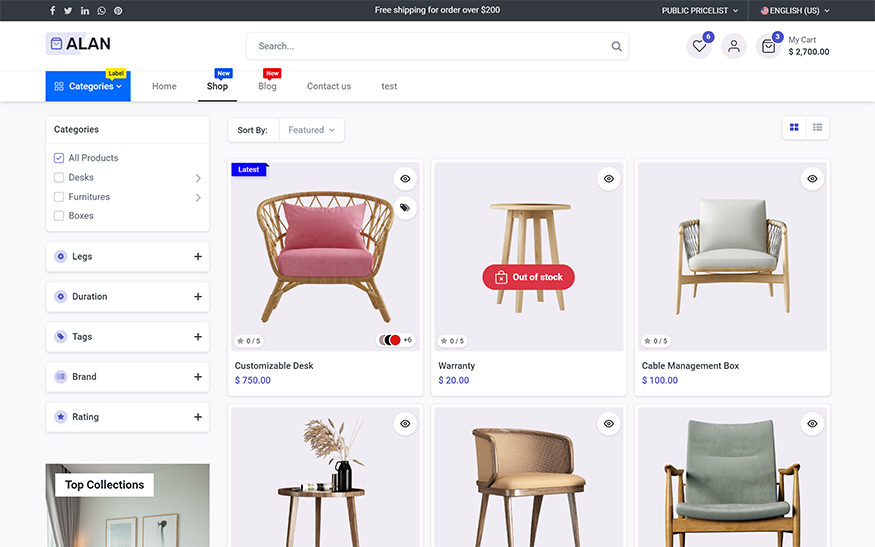 Free shipping for order over $200
PUBLIC PRICELIST
ENGLISH (US)
ALAN
Search...
6
3
My Cart
$ 2,700.00
Label
New
New
Categories
Home
Shop
Blog
Contact us
test
Categories
All Products
Desks
Furnitures
Boxes
Legs
Duration
Tags
Brand
Rating
Top Collections
Sort By:
Featured
Latest
0 / 5
+6
Customizable Desk
$ 750.00
Out of stock
0 / 5
Warranty
$ 20.00
0 / 5
Cable Management Box
$ 100.00